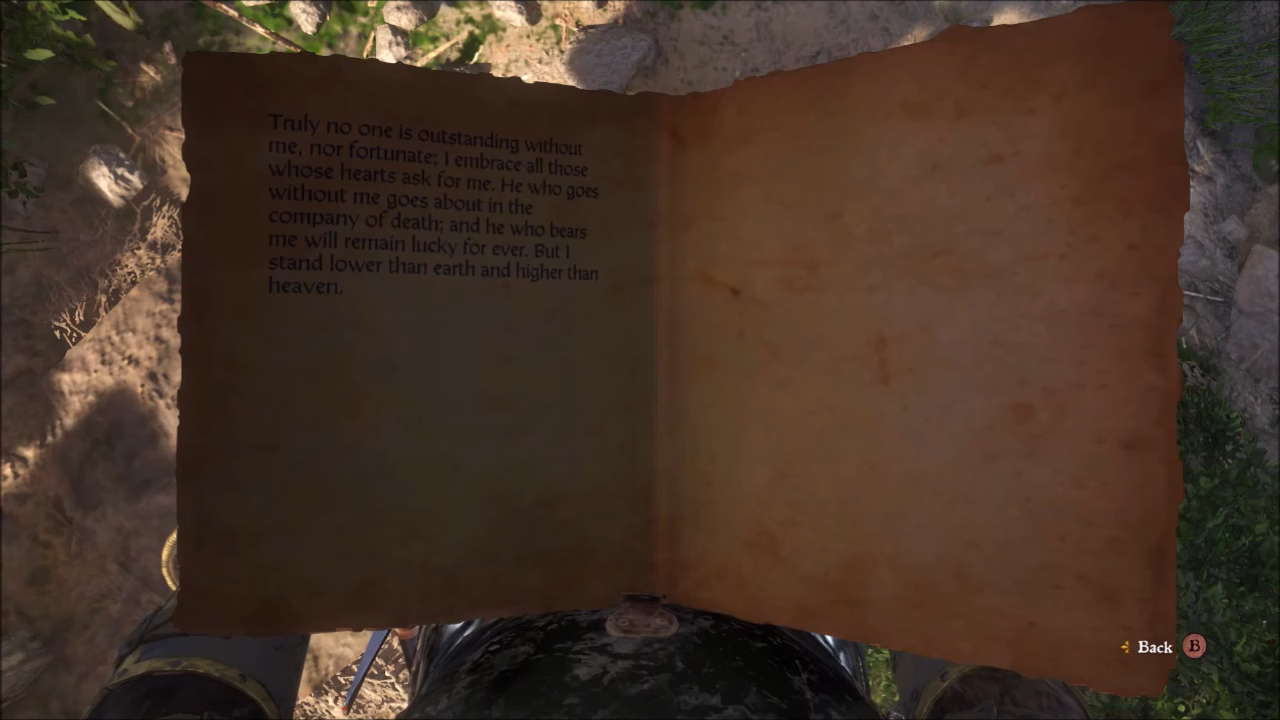 Truly no one is outstanding without
me, nor fortunate; I embrace all those
whose hearts ask for me. He who goes
without me goes about in the
company of death; and he who bears
me will remain lucky for ever. But I
stand lower than earth and higher than
heaven.
Back B